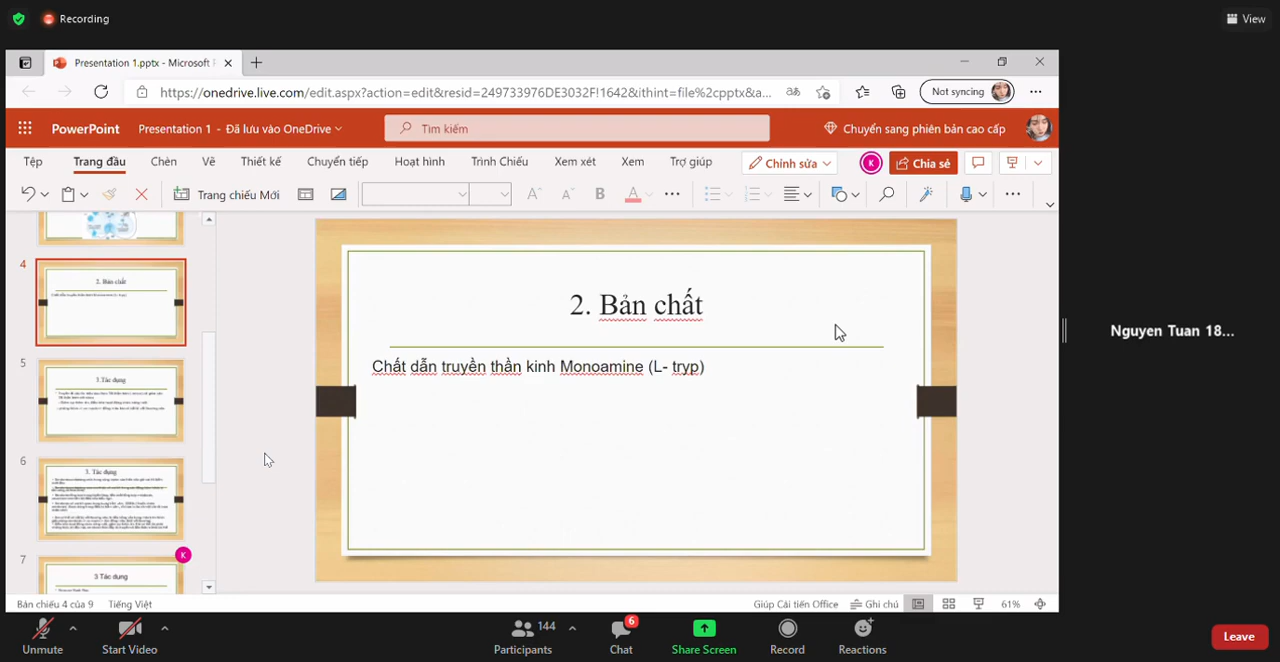 Recording
View
Presentation 1.pptx - Microsoft
https://onedrive.live.com/edit.aspx?action=edit&resid=249733976DE3032F!1642&ithint=file%2cpptx&a...
Not syncing
PowerPoint
Presentation 1 - Đã lưu vào OneDrive
Tìm kiếm
Chuyển sang phiên bản cao cấp
Tệp
Trang đầu
Chèn
Vẽ
Thiết kế
Chuyển tiếp
Hoạt hình
Trình Chiếu
Xem xét
Xem
Trợ giúp
Chỉnh sửa
K
Chia sẻ
Trang chiếu Mới
4
2. Bản chất
5
3.Tác dụng
6
3. Tác dụng
7
K
3 Tác dụng
2. Bản chất
Chất dẫn truyền thần kinh Monoamine (L- tryp)
Nguyen Tuan 18...
Bản chiếu 4 của 9
Tiếng Việt
Giúp Cải tiến Office
Ghi chú
61%
Unmute
Start Video
144
Participants
6
Chat
Share Screen
Record
Reactions
Leave